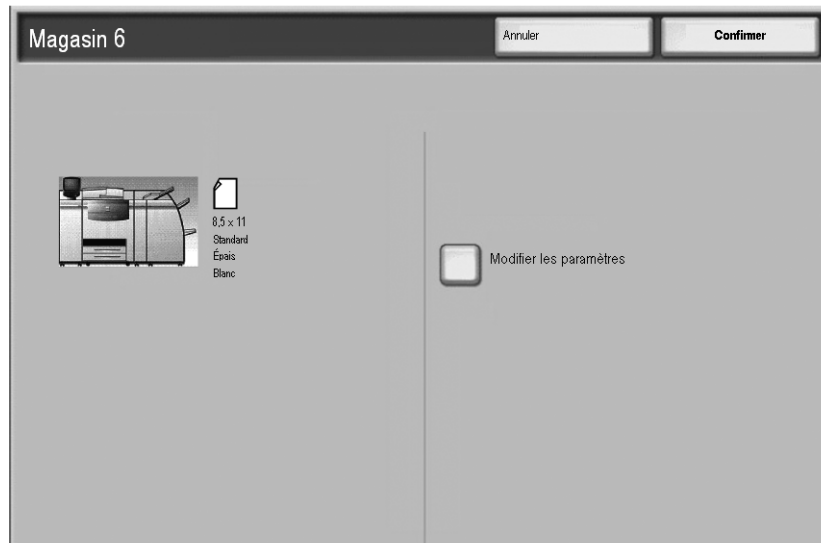 Magasin 6
Annuler
Confirmer
8,5 x 11
Standard
Épais
Blanc
Modifier les paramètres